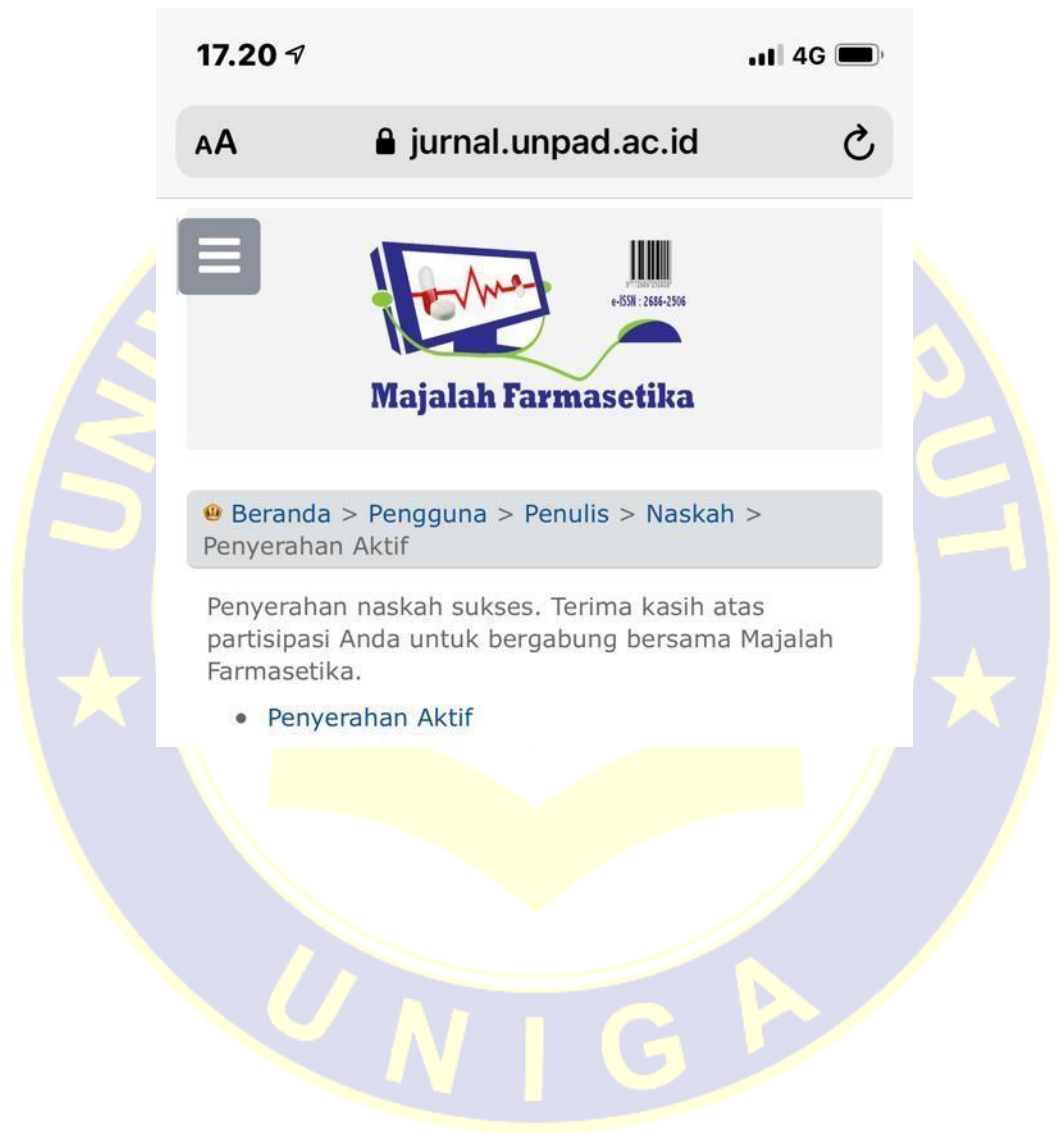 17.20
4G
AA
jurnal.unpad.ac.id
e-ISSN : 2686-2506
Majalah Farmasetika
Beranda > Pengguna > Penulis > Naskah >
Penyerahan Aktif
Penyerahan naskah sukses. Terima kasih atas
partisipasi Anda untuk bergabung bersama Majalah
Farmasetika.
• Penyerahan Aktif
UNIGA